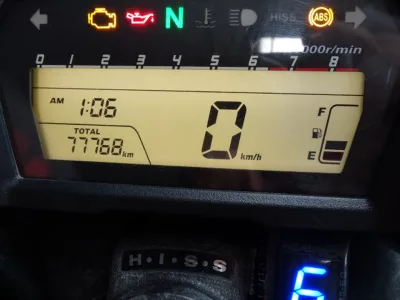 N HISS ABS
x1000r/min
0 1 2 3 4 5 6 7 8
AM 1:06
F
TOTAL
77768 km
0 km/h
E
H·I·S·S
6